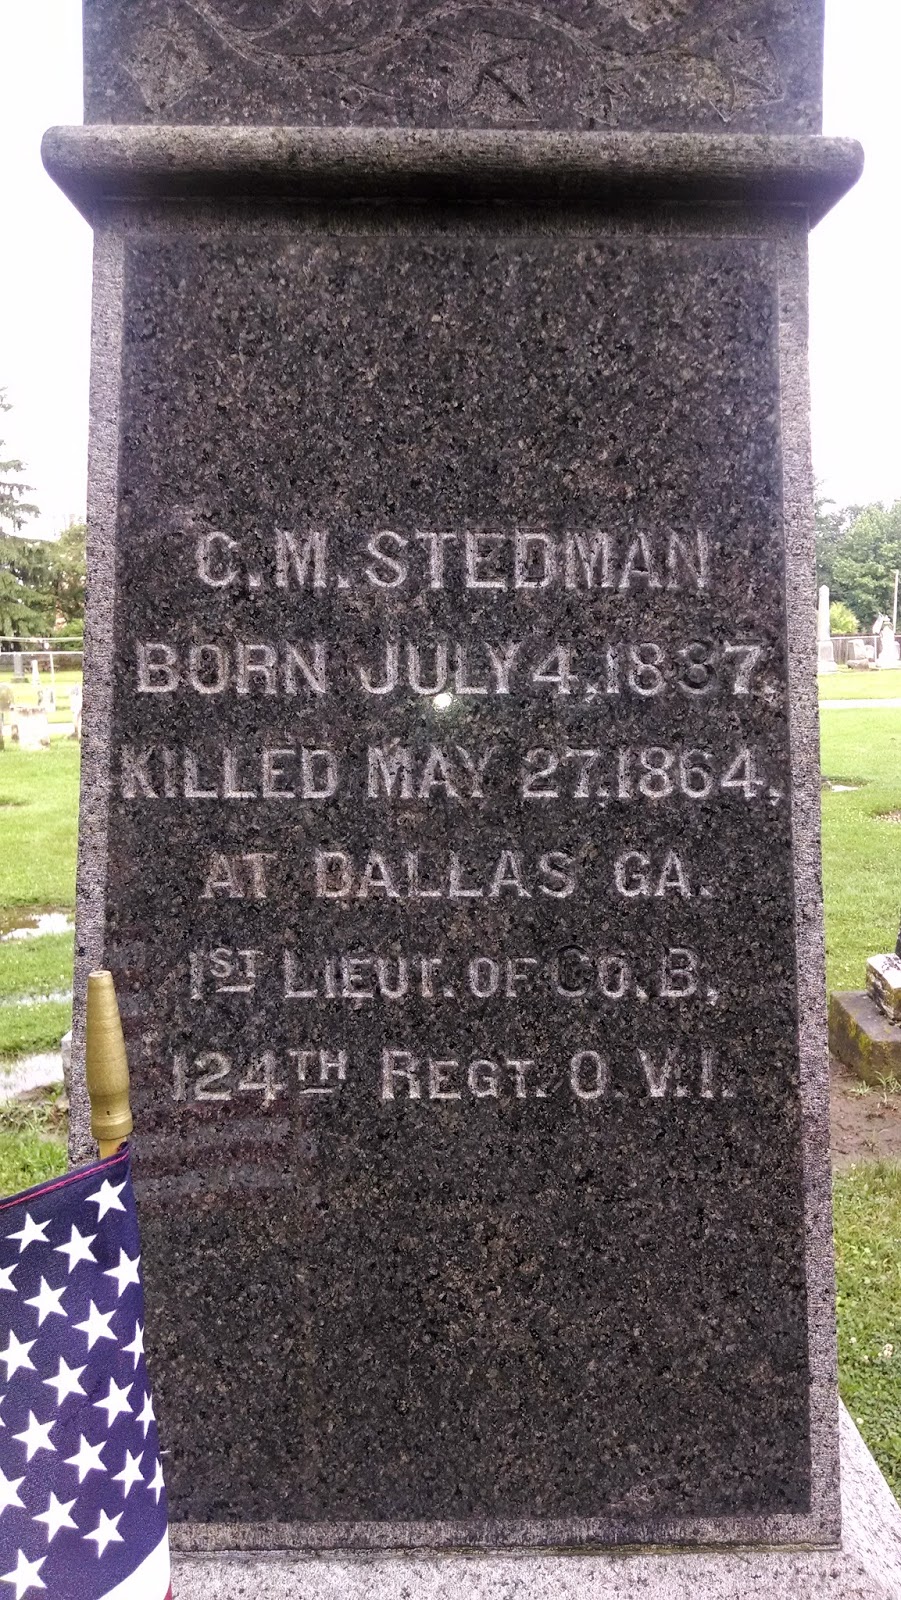 C. M. STEDMAN
BORN JULY 4, 1837,
KILLED MAY 27, 1864,
AT DALLAS GA.
1ST LIEUT. OF CO. B,
124TH REGT. O. V. I.